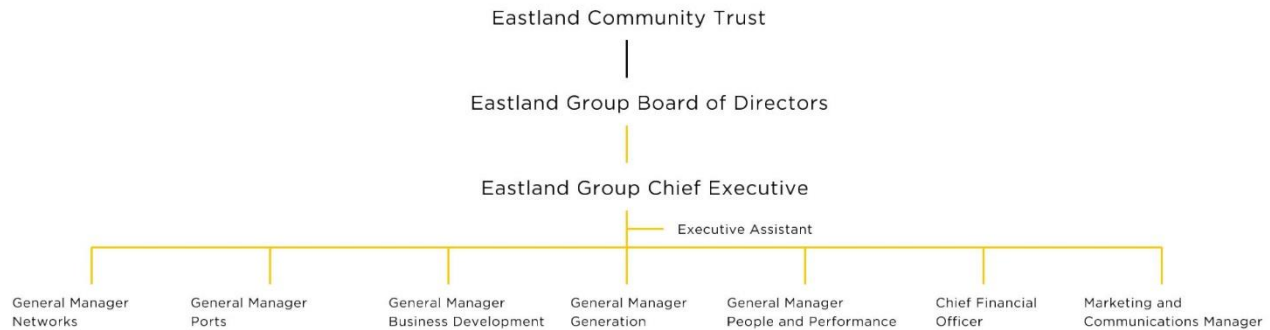 Eastland Community Trust
Eastland Group Board of Directors
Eastland Group Chief Executive
Executive Assistant
General Manager
Networks
General Manager
Ports
General Manager
Business Development
General Manager
Generation
General Manager
People and Performance
Chief Financial
Officer
Marketing and
Communications Manager